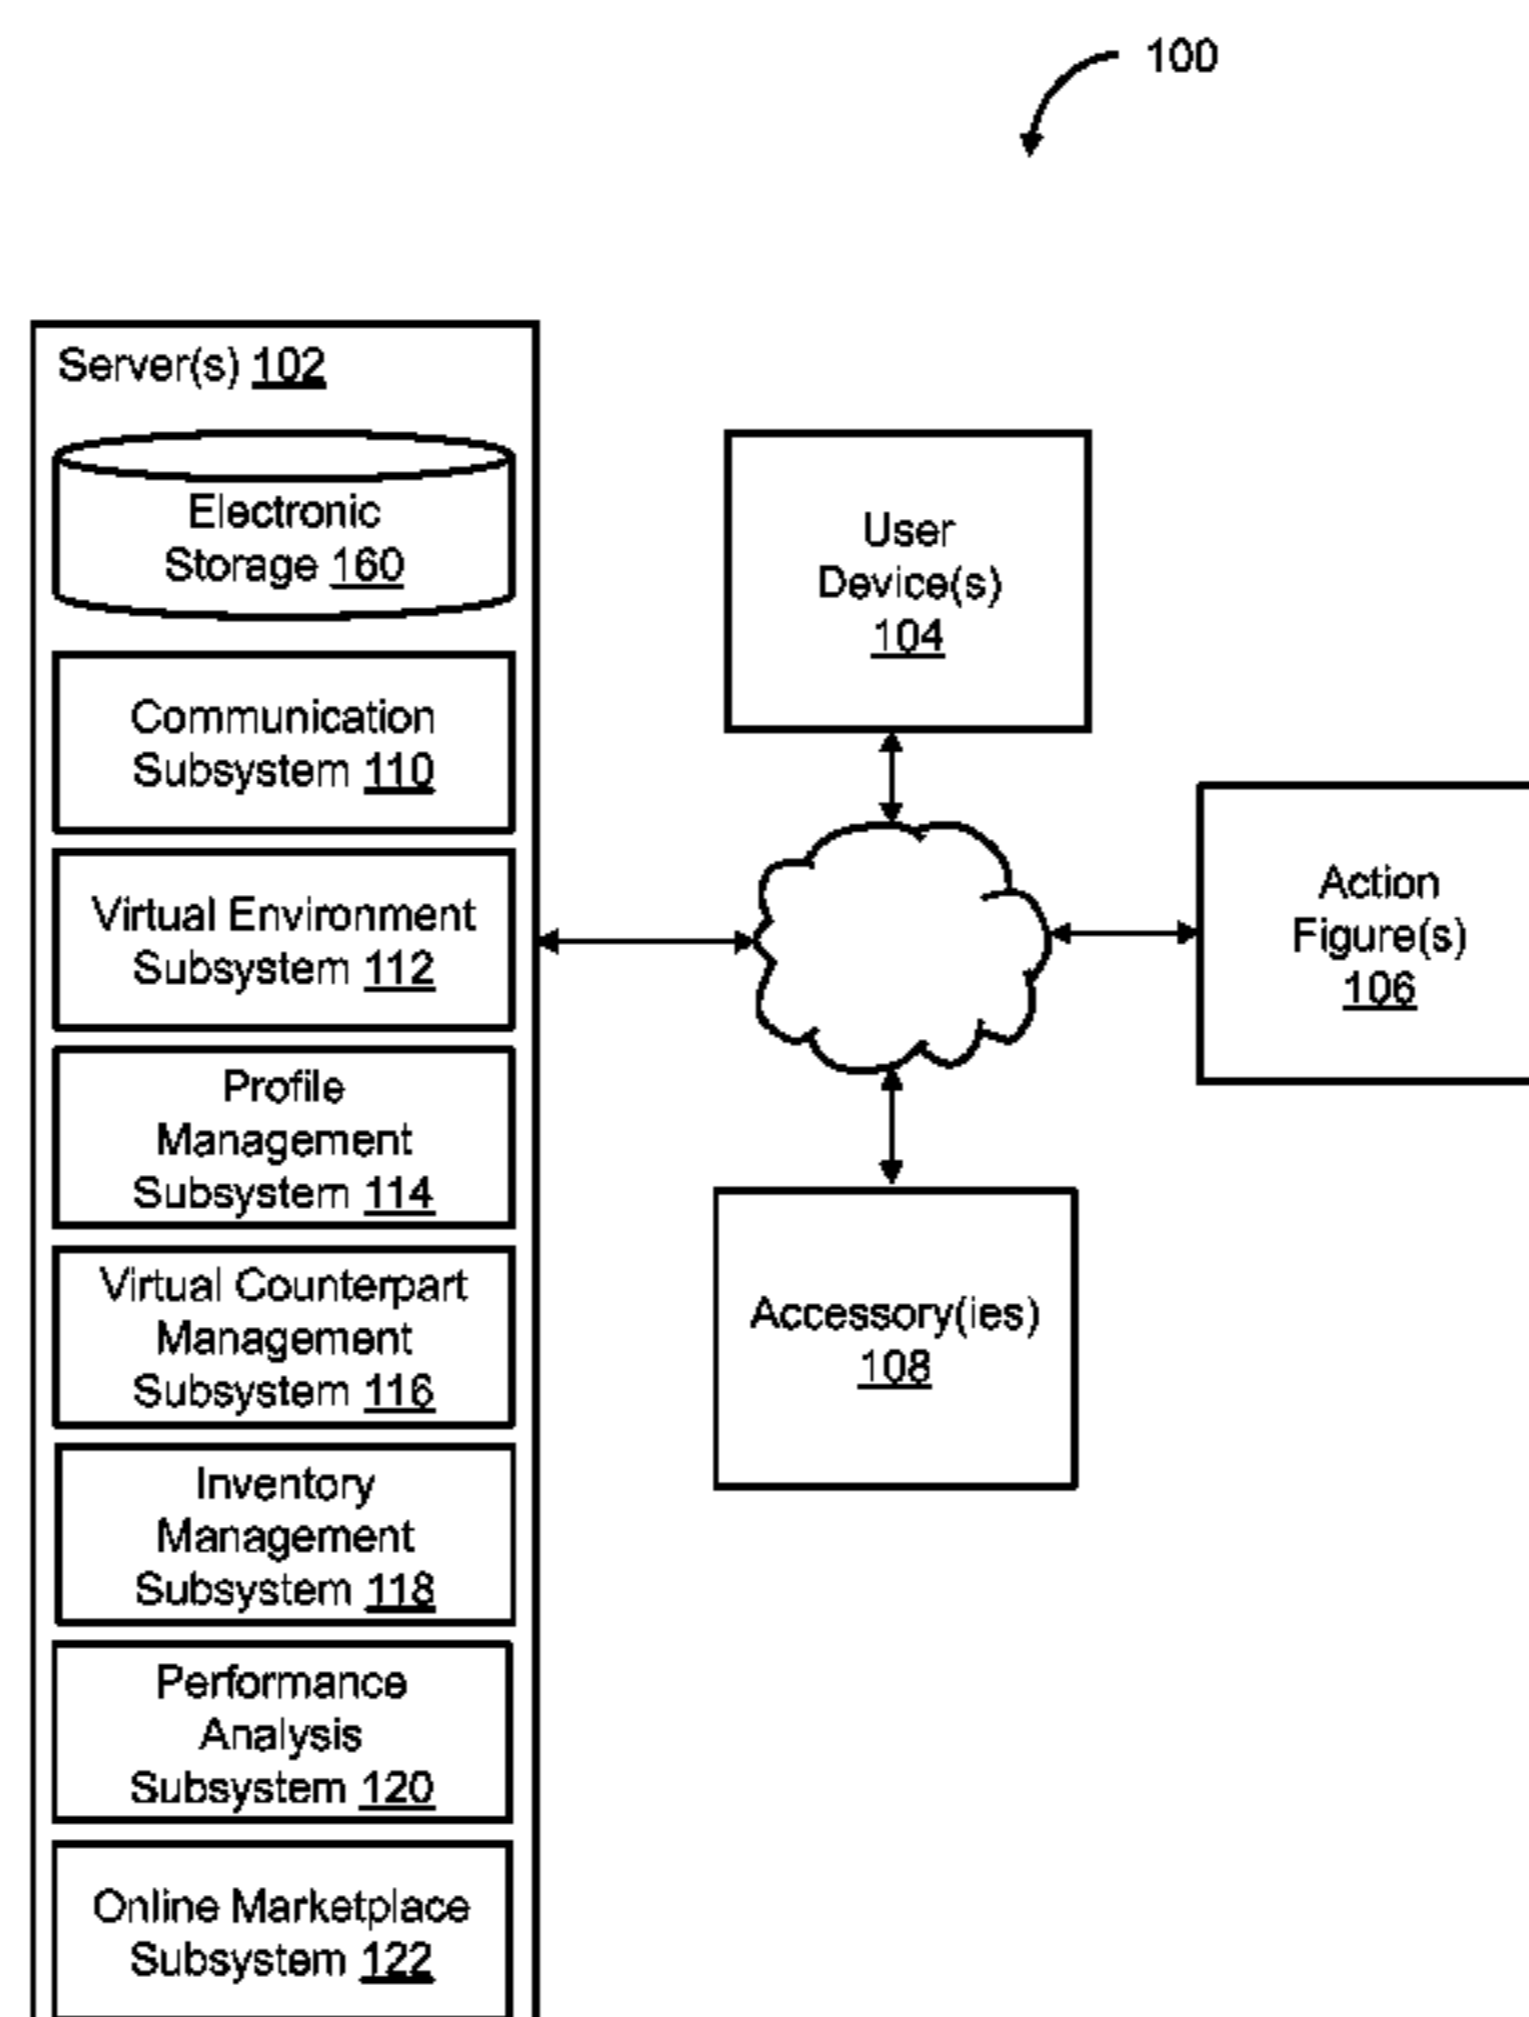 100
Server(s) 102
Electronic
Storage 160
Communication
Subsystem 110
Virtual Environment
Subsystem 112
Profile
Management
Subsystem 114
Virtual Counterpart
Management
Subsystem 116
Inventory
Management
Subsystem 118
Performance
Analysis
Subsystem 120
Online Marketplace
Subsystem 122
User
Device(s)
104
Action
Figure(s)
106
Accessory(ies)
108